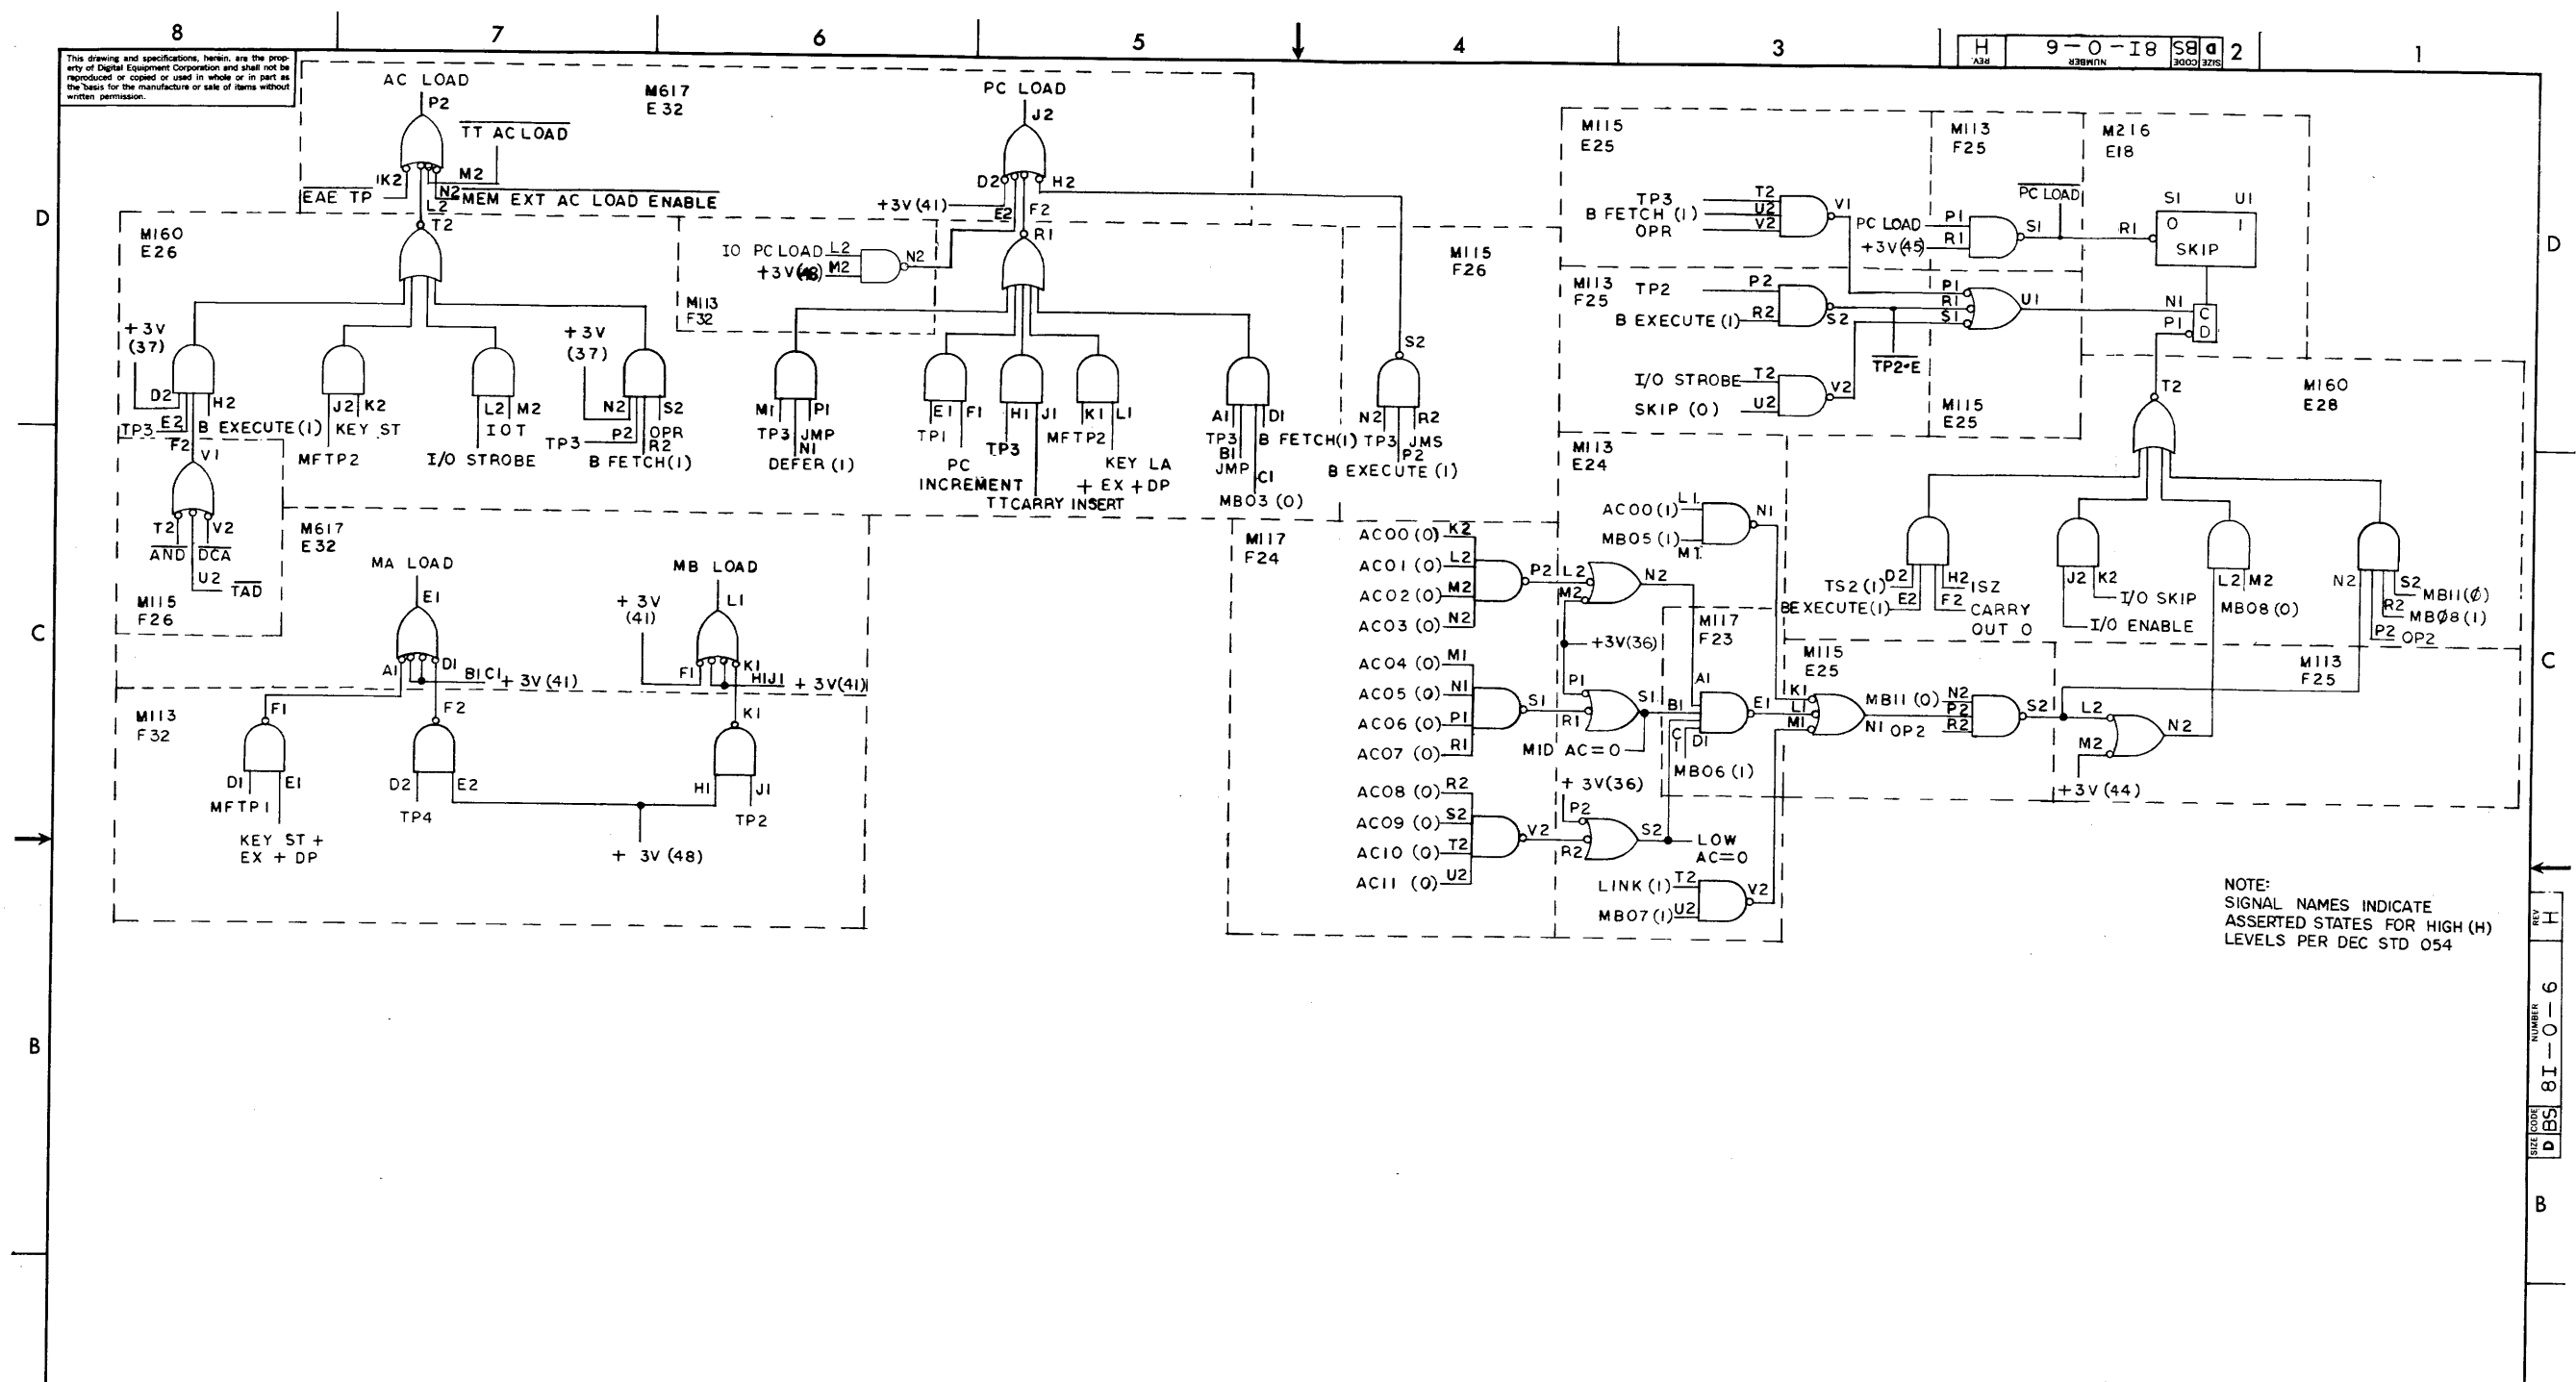 8
7
6
5
4
3
2
1
This drawing and specifications, herein, are the prop-
erty of Digital Equipment Corporation and shall not be
reproduced or copied or used in whole or in part as
the basis for the manufacture or sale of items without
written permission.
SIZE CODE NUMBER REV.
D BS 8I-0-6 H
AC LOAD
P2
TT AC LOAD
M617
E32
K2
M2
EAE TP
N2
MEM EXT AC LOAD ENABLE
L2
T2
PC LOAD
J2
D2
H2
+3V(41)
E2
F2
R1
D
M160
E26
IO PC LOAD L2
+3V(48) M2
N2
M113
F32
M115
F26
+3V
(37)
+3V
(37)
D2
H2
J2 K2
L2 M2
N2
S2
TP3 E2
B EXECUTE(1)
KEY ST
IOT
TP3 P2
OPR
R2
F2
V1
MFTP2
I/O STROBE
B FETCH(1)
M1 P1
TP3 JMP
N1
DEFER (1)
E1 F1
TP1
PC
INCREMENT
H1 J1
TP3
TTCARRY INSERT
K1 L1
MFTP2
KEY LA
+ EX +DP
A1 D1
TP3 B FETCH(1)
B1
JMP
C1
MB03 (0)
S2
N2 R2
TP3 JMS
P2
B EXECUTE (1)
T2 V2
AND DCA
U2
TAD
M115
F26
M617
E32
MA LOAD
E1
A1
D1
B1 C1
+ 3V(41)
MB LOAD
L1
+ 3V
(41)
F1
K1
H1J1 + 3V(41)
M113
F32
F1
F2
K1
D1 E1
MFTP1
KEY ST +
EX + DP
D2 E2
TP4
H1 J1
TP2
+ 3V (48)
M115
E25
TP3 T2
B FETCH (1) U2
OPR V2
V1
M113
F25
PC LOAD
PC LOAD P1
+3V(45) R1
S1
M216
E18
S1 U1
R1
0 1
SKIP
M113
F25
TP2 P2
B EXECUTE(1) R2
S2
P1
R1
S1
U1
N1
P1
C
D
TP2•E
I/O STROBE T2
SKIP (0) U2
V2
M115
E25
T2
M160
E28
M113
E24
AC00(1) L1
MB05(1) M1
N1
M117
F24
AC00(0) K2
AC01 (0) L2
AC02(0) M2
AC03 (0) N2
P2
L2
M2
N2
+3V(36)
AC04 (0) M1
AC05 (0) N1
AC06 (0) P1
AC07 (0) R1
S1
P1
R1
S1
MID AC=0
+ 3V(36)
AC08 (0) R2
AC09 (0) S2
AC10 (0) T2
AC11 (0) U2
V2
P2
R2
S2
LOW
AC=0
LINK (1) T2
MB07(1) U2
V2
M117
F23
A1
B1
C1
D1
E1
MB06(1)
M115
E25
K1
L1
M1
N1
MB11(0) N2
P2
OP2 R2
S2
TS2(1) D2
B EXECUTE(1) E2
H2 ISZ
F2
CARRY
OUT 0
J2 K2
I/O SKIP
I/O ENABLE
L2 M2
MB08(0)
N2
S2
MB11(0)
R2
MB08(1)
P2 OP2
M113
F25
L2
M2
N2
+3V(44)
NOTE:
SIGNAL NAMES INDICATE
ASSERTED STATES FOR HIGH (H)
LEVELS PER DEC STD 054
D
C
C
B
B
SIZE CODE NUMBER REV
D BS 8I-0-6 H